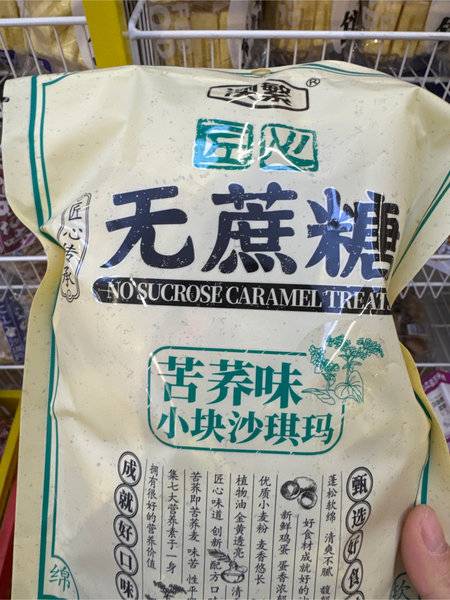 澳繁®
匠心
匠心传承
无蔗糖
NO SUCROSE CARAMEL TREAT
苦荞味
小块沙琪玛
甄选好食
蓬松软绵 清爽不腻
好食材成就好的
新鲜鸡蛋 蛋香浓
优质小麦粉 麦香悠长
植物油金黄透亮
匠心味道 创新配方
苦荞即苦荞麦 味苦 性平
集七大营养素于一身
拥有很好的营养价值
成就好口味
绵
软